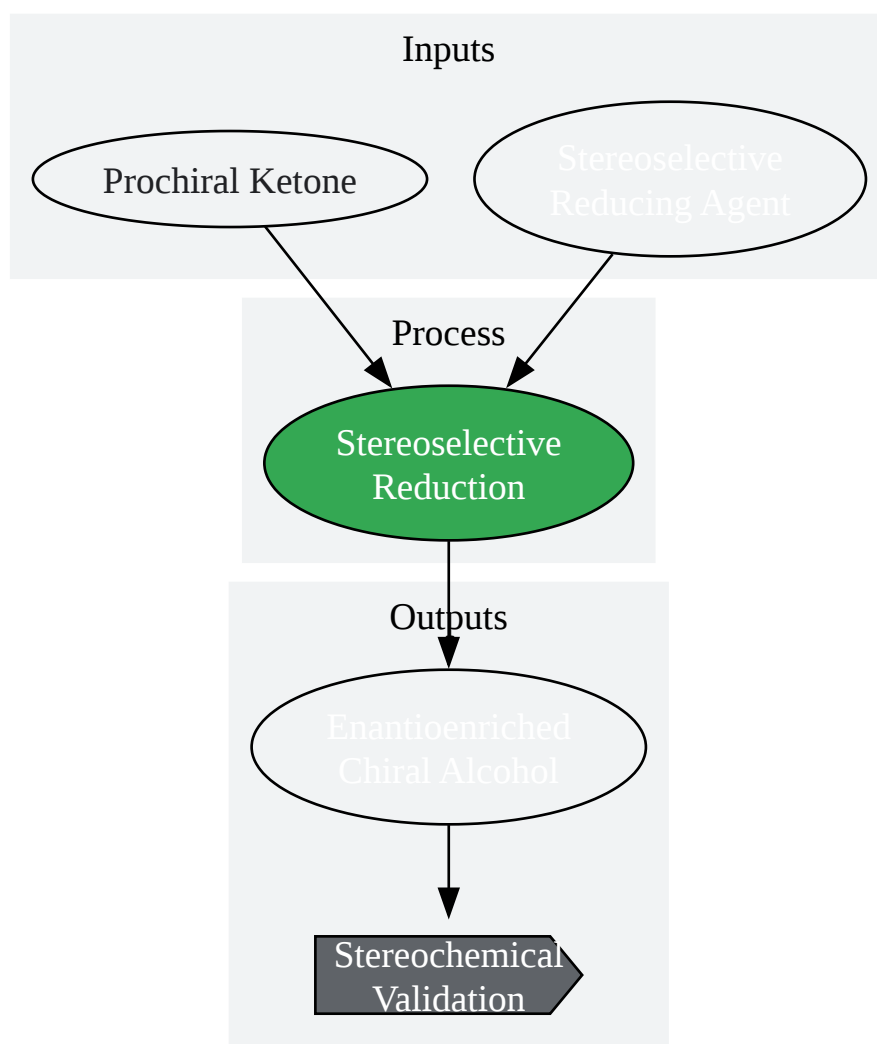 Inputs
Prochiral Ketone
Stereoselective
Reducing Agent
Process
Stereoselective
Reduction
Outputs
Enantioenriched
Chiral Alcohol
Stereochemical
Validation